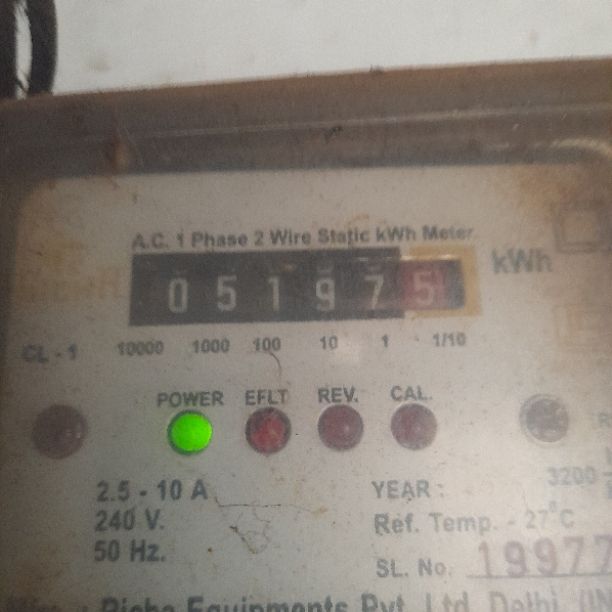 A.C. 1 Phase 2 Wire Static kWh Meter
0 5 1 9 7 5 kWh
CL - 1 10000 1000 100 10 1 1/10
POWER EFLT REV. CAL.
3200
2.5 - 10 A YEAR :
240 V. Ref. Temp. - 27°C
50 Hz. SL. No. 19977
Equipments Pvt. Ltd. Delhi